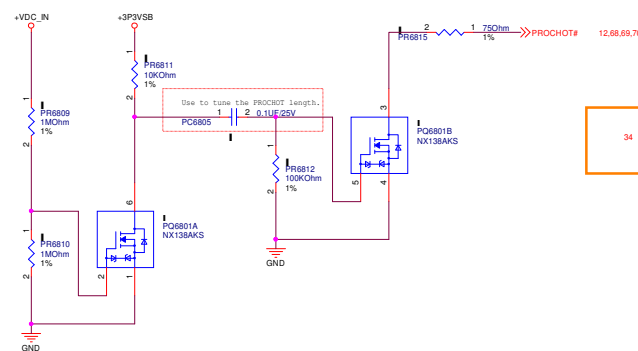 +VDC_IN
+3P3VSB
2
1
75Ohm
PR6815
1%
PROCHOT#
12,68,69,70
1
PR6811
10KOhm
1%
2
Use to tune the PROCHOT length.
1
2
0.1UF/25V
PC6805
1
PR6809
1MOhm
1%
2
3
PQ6801B
NX138AKS
5
4
34
1
PR6812
100KOhm
1%
2
6
PQ6801A
NX138AKS
2
1
1
PR6810
1MOhm
1%
2
GND
GND